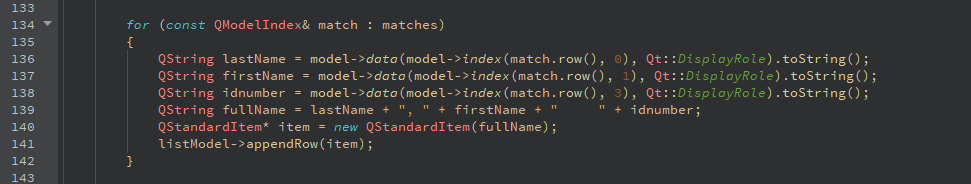 133
134 for (const QModelIndex& match : matches)
135 {
136 QString lastName = model->data(model->index(match.row(), 0), Qt::DisplayRole).toString();
137 QString firstName = model->data(model->index(match.row(), 1), Qt::DisplayRole).toString();
138 QString idnumber = model->data(model->index(match.row(), 3), Qt::DisplayRole).toString();
139 QString fullName = lastName + ", " + firstName + "     " + idnumber;
140 QStandardItem* item = new QStandardItem(fullName);
141 listModel->appendRow(item);
142 }
143